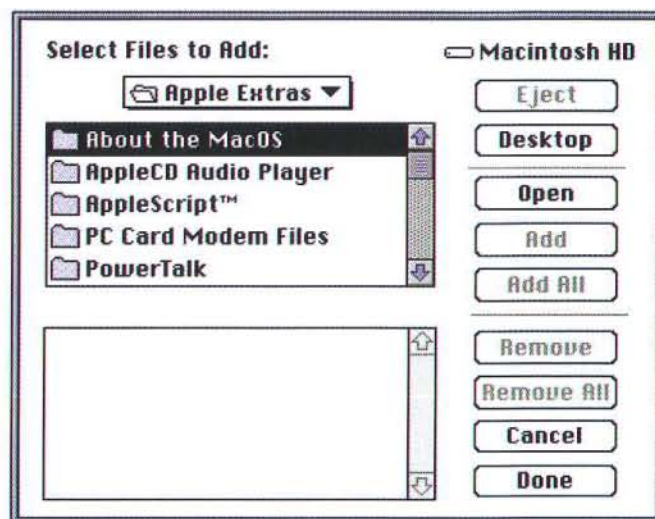 Select Files to Add:
Macintosh HD
Apple Extras
About the MacOS
AppleCD Audio Player
AppleScript™
PC Card Modem Files
PowerTalk
Eject
Desktop
Open
Add
Add All
Remove
Remove All
Cancel
Done